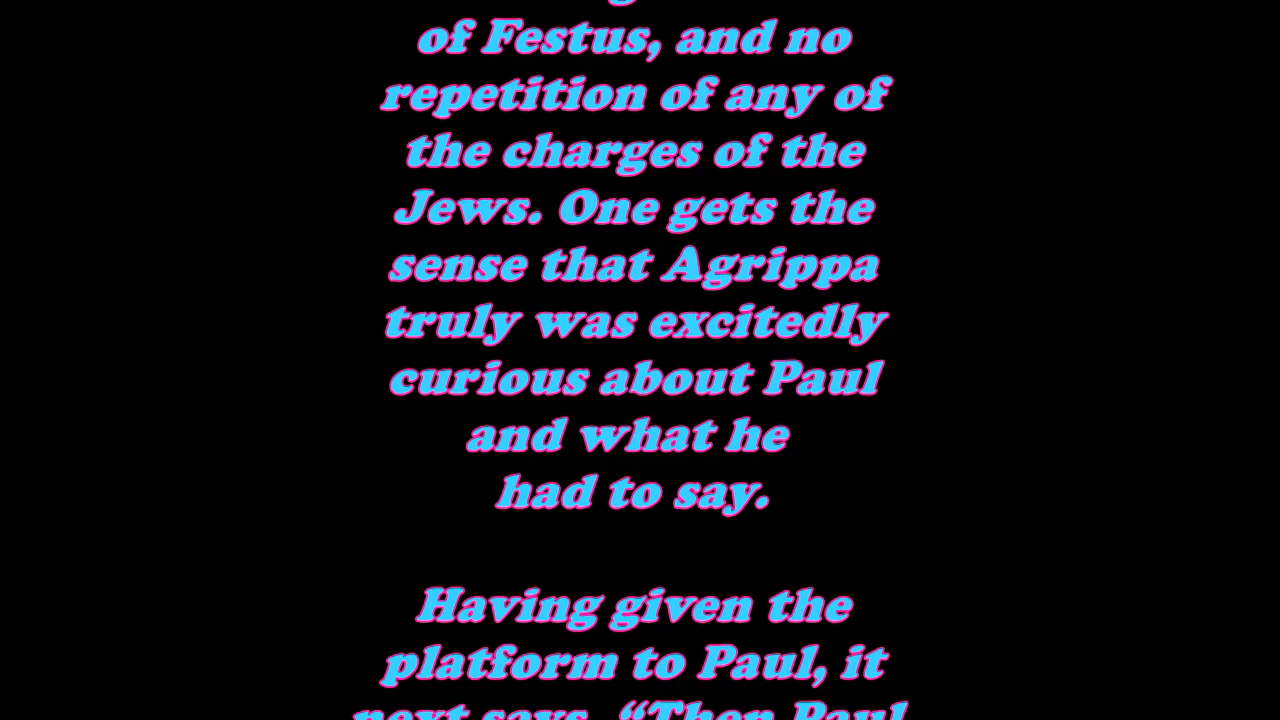 of Festus, and no
repetition of any of
the charges of the
Jews. One gets the
sense that Agrippa
truly was excitedly
curious about Paul
and what he
had to say.
Having given the
platform to Paul, it
next says, “Then Paul